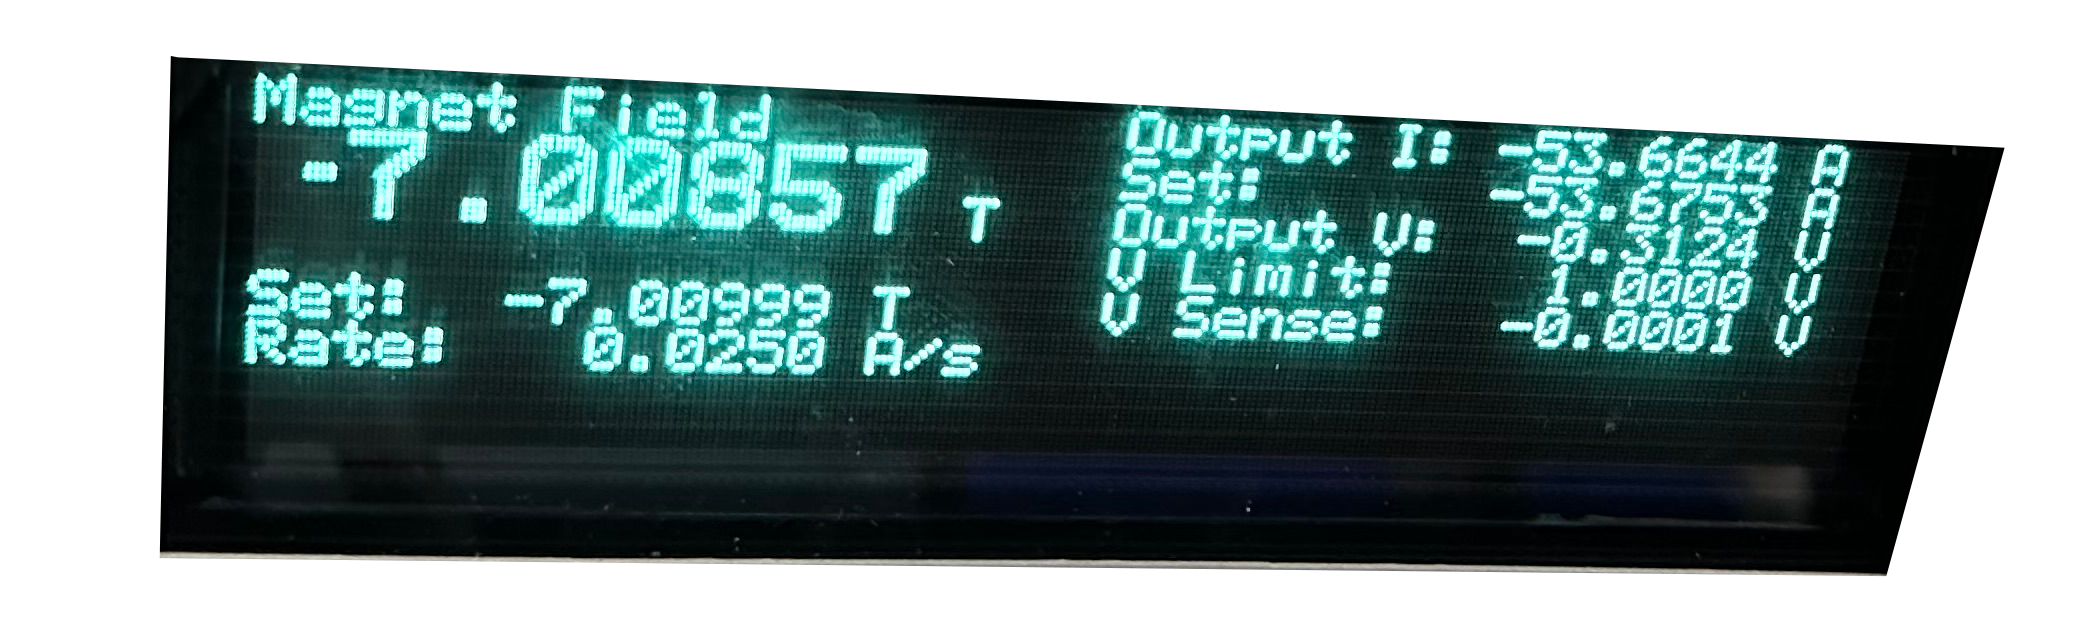 Magnet Field
-7.00857 T
Set: -7.00999 T
Rate: 0.0250 A/s
Output I: -53.6644 A
Set: -53.6753 A
Output V: -0.3124 V
V Limit: 1.0000 V
V Sense: -0.0001 V